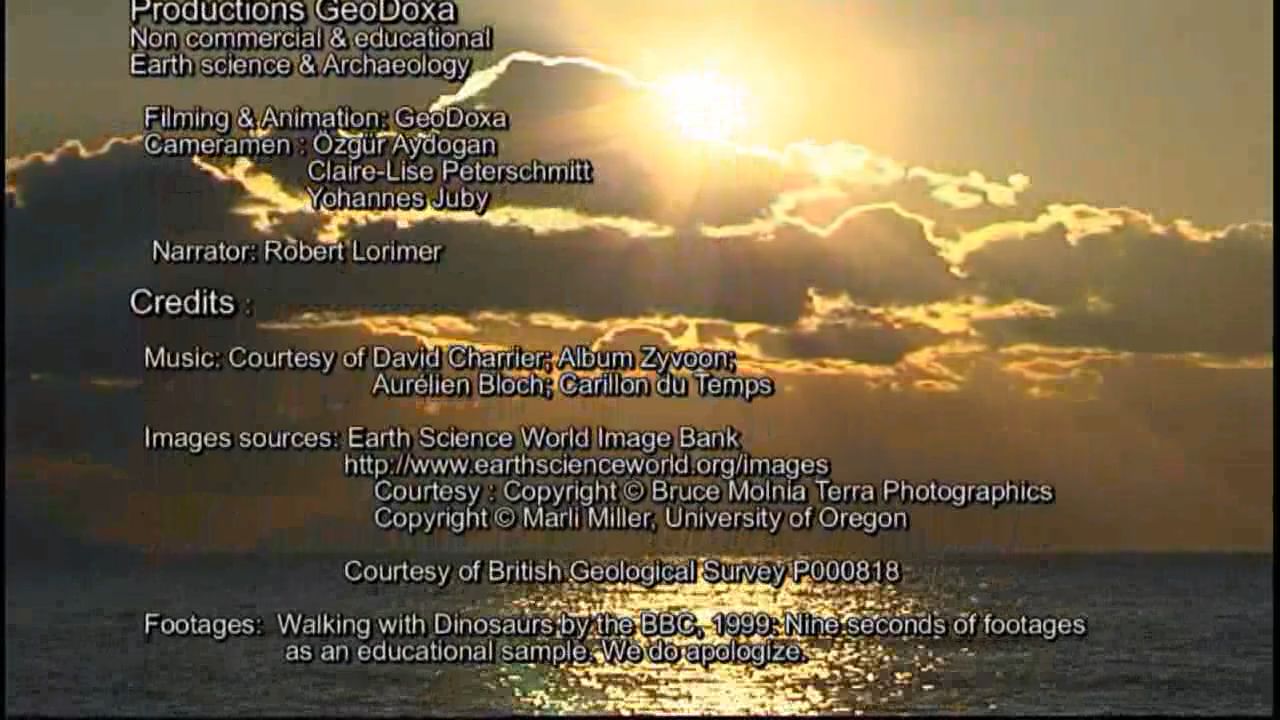 Productions GeoDoxa
Non commercial & educational
Earth science & Archaeology
Filming & Animation: GeoDoxa
Cameramen : Özgür Aydogan
Claire-Lise Peterschmitt
Yohannes Juby
Narrator: Robert Lorimer
Credits :
Music: Courtesy of David Charrier; Album Zyvoon;
Aurélien Bloch; Carillon du Temps
Images sources: Earth Science World Image Bank
http://www.earthscienceworld.org/images
Courtesy : Copyright © Bruce Molnia Terra Photographics
Copyright © Marli Miller, University of Oregon
Courtesy of British Geological Survey P000818
Footages: Walking with Dinosaurs by the BBC, 1999: Nine seconds of footages
as an educational sample. We do apologize.